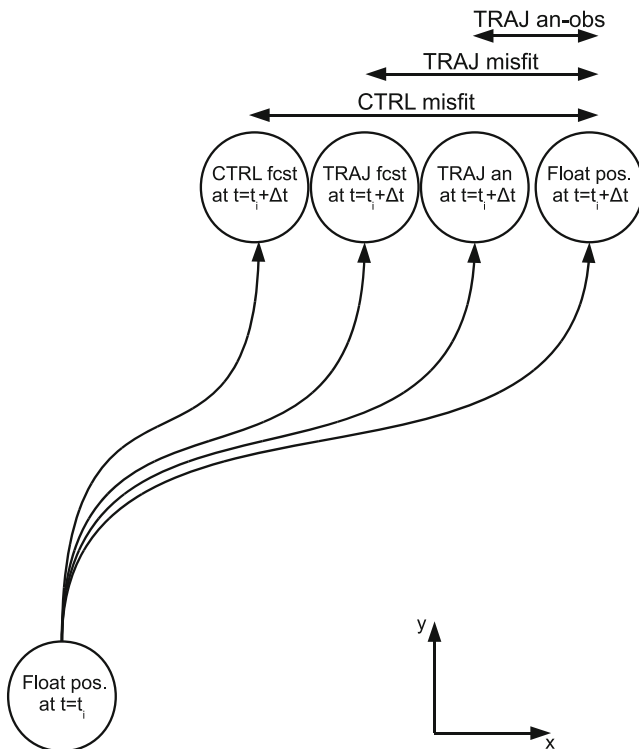 TRAJ an-obs
TRAJ misfit
CTRL misfit
CTRL fcst
at t=tᵢ+Δt
TRAJ fcst
at t=tᵢ+Δt
TRAJ an
at t=tᵢ+Δt
Float pos.
at t=tᵢ+Δt
Float pos.
at t=tᵢ
y
x